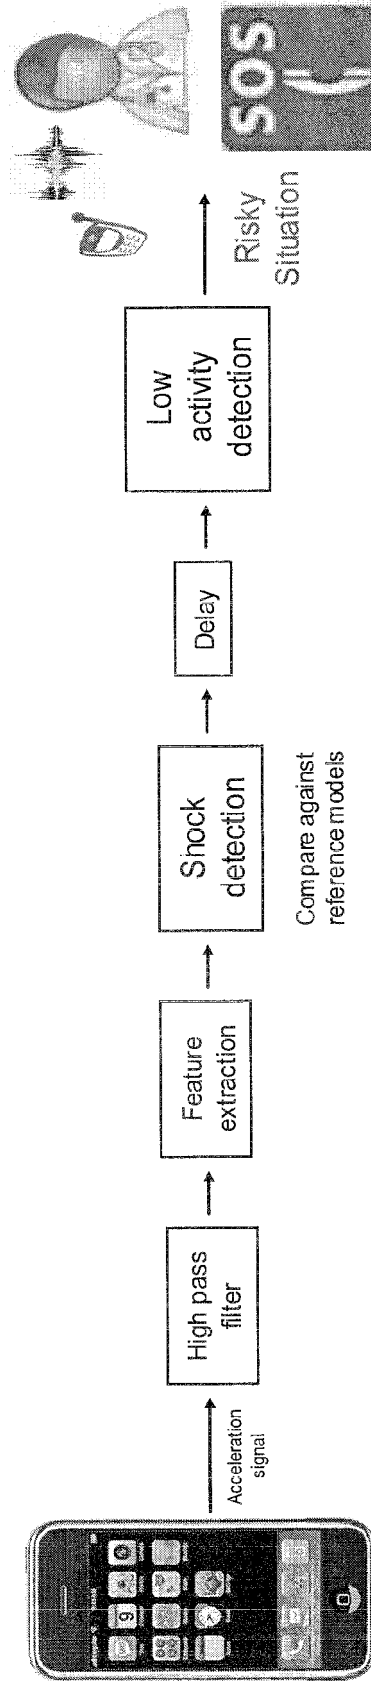 Acceleration
signal
High pass
filter
Feature
extraction
Shock
detection
Compare against
reference models
Delay
Low
activity
detection
Risky
Situation
SOS
9